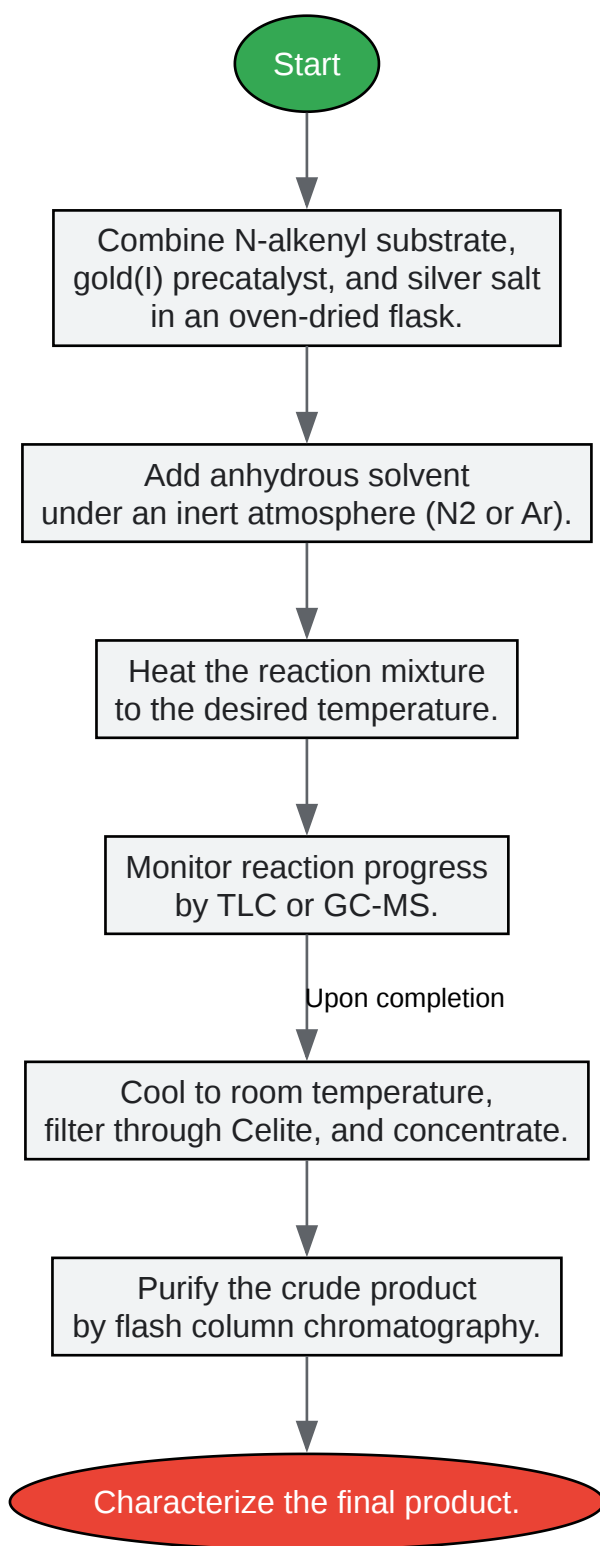 Start
Combine N-alkenyl substrate,
gold(I) precatalyst, and silver salt
in an oven-dried flask.
Add anhydrous solvent
under an inert atmosphere (N2 or Ar).
Heat the reaction mixture
to the desired temperature.
Monitor reaction progress
by TLC or GC-MS.
Upon completion
Cool to room temperature,
filter through Celite, and concentrate.
Purify the crude product
by flash column chromatography.
Characterize the final product.